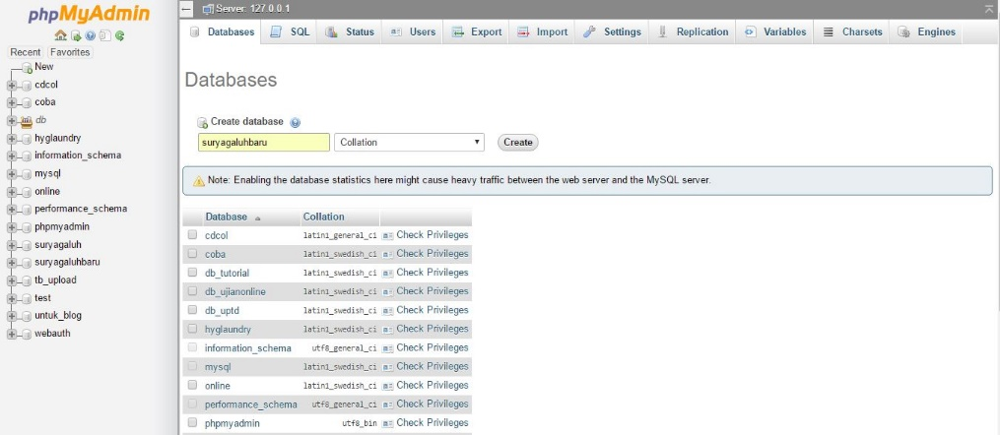 phpMyAdmin
Recent Favorites
New
cdcol
coba
db
hyglaundry
information_schema
mysql
online
performance_schema
phpmyadmin
suryagaluh
suryagaluhbaru
tb_upload
test
untuk_blog
webauth
Server: 127.0.0.1
Databases SQL Status Users Export Import Settings Replication Variables Charsets Engines
Databases
Create database
suryagaluhbaru Collation Create
Note: Enabling the database statistics here might cause heavy traffic between the web server and the MySQL server.
Database Collation
cdcol latin1_general_ci Check Privileges
coba latin1_swedish_ci Check Privileges
db_tutorial latin1_swedish_ci Check Privileges
db_ujianonline latin1_swedish_ci Check Privileges
db_uptd latin1_swedish_ci Check Privileges
hyglaundry latin1_swedish_ci Check Privileges
information_schema utf8_general_ci Check Privileges
mysql latin1_swedish_ci Check Privileges
online latin1_swedish_ci Check Privileges
performance_schema utf8_general_ci Check Privileges
phpmyadmin utf8_bin Check Privileges